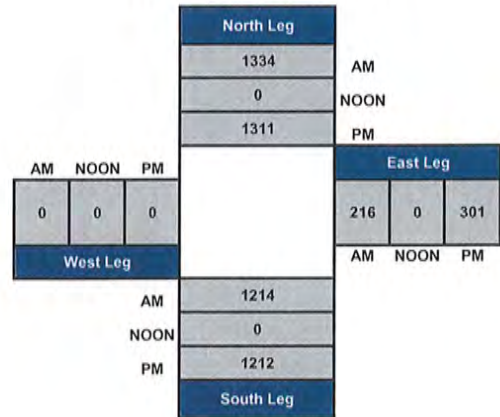 North Leg
1334 AM
0 NOON
1311 PM
AM NOON PM
0 0 0
West Leg
East Leg
216 0 301
AM NOON PM
AM 1214
NOON 0
PM 1212
South Leg